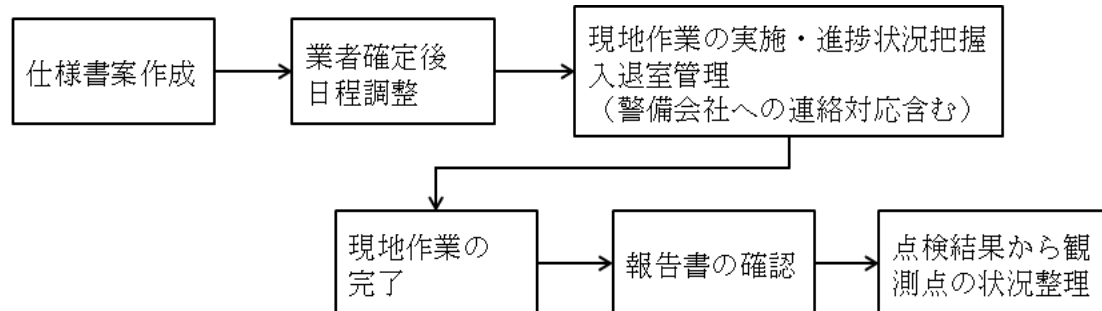 仕様書案作成
業者確定後
日程調整
現地作業の実施・進捗状況把握
入退室管理
（警備会社への連絡対応含む）
現地作業の
完了
報告書の確認
点検結果から観
測点の状況整理